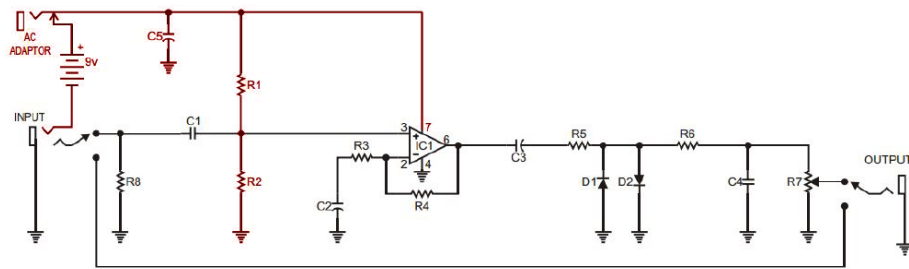 AC
ADAPTOR
+
9v
C5
R1
INPUT
C1
R8
R2
3
7
+
IC1
6
-
2
4
R3
R4
C2
C3
R5
D1
D2
R6
C4
R7
OUTPUT